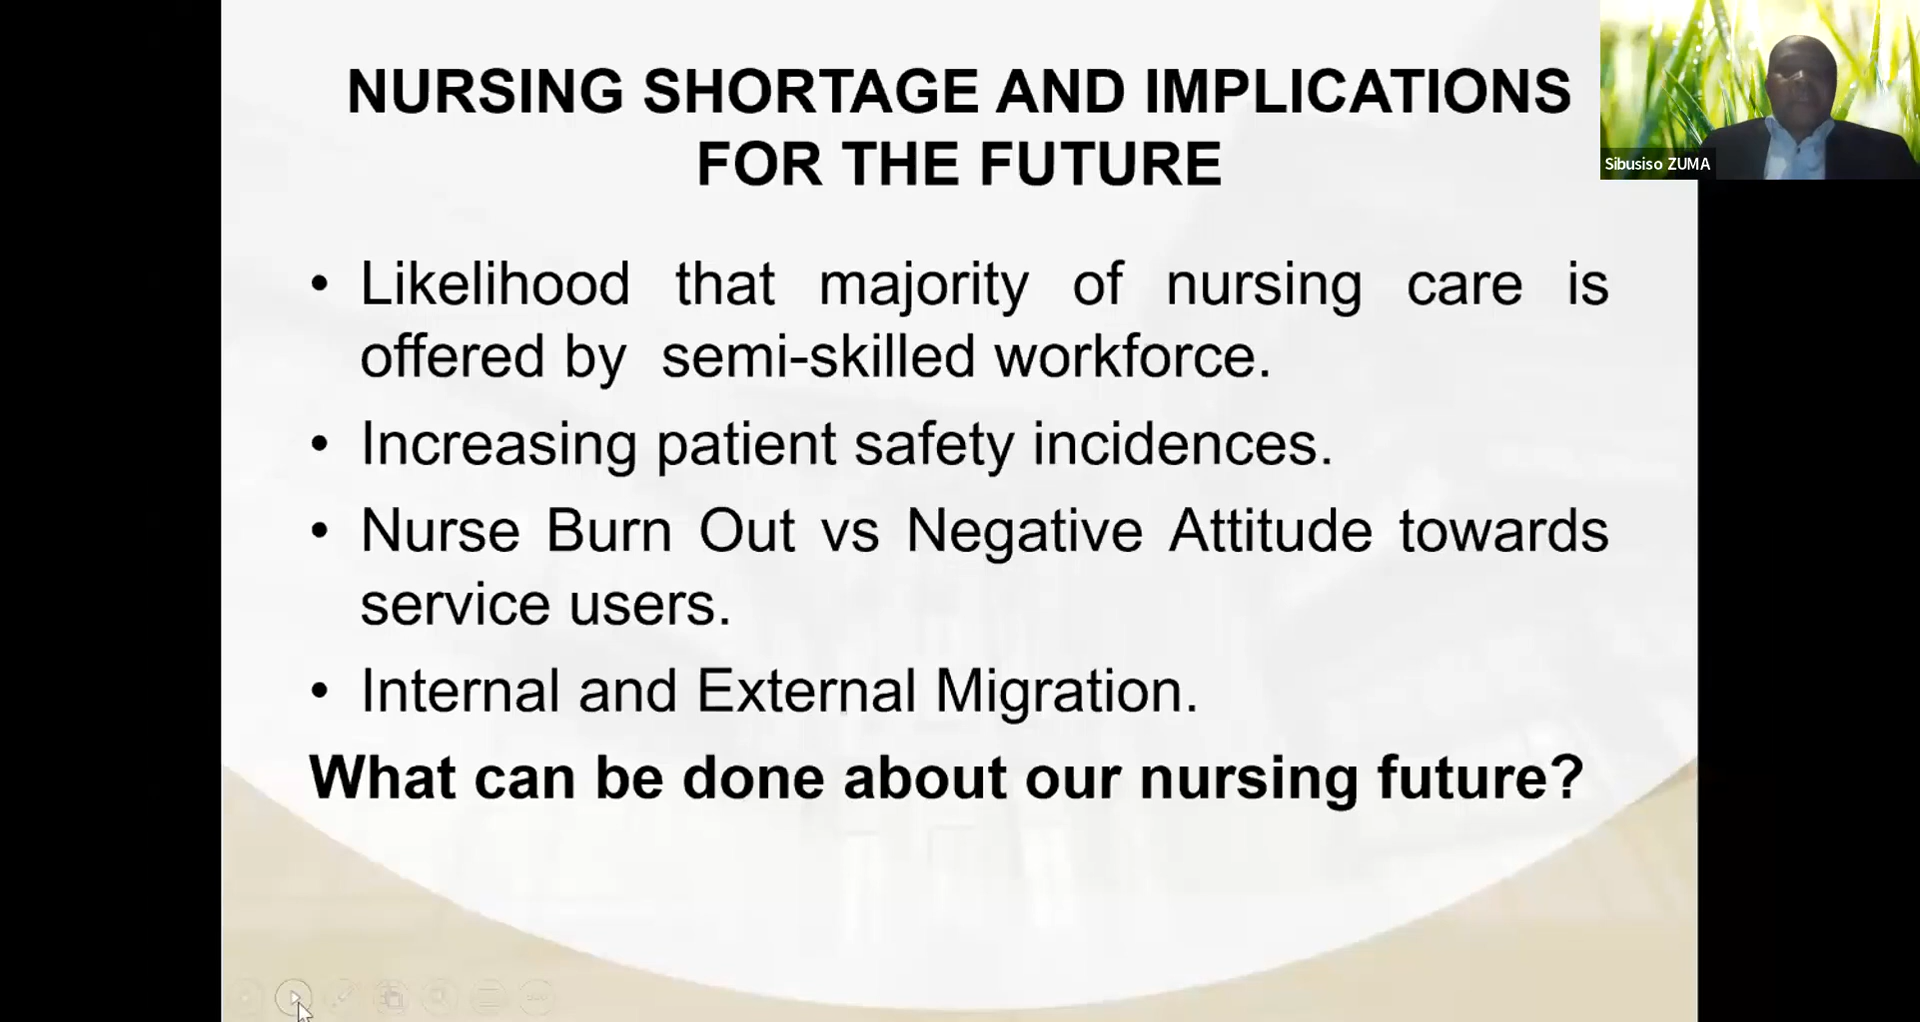 NURSING SHORTAGE AND IMPLICATIONS
FOR THE FUTURE
Sibusiso ZUMA
• Likelihood that majority of nursing care is
offered by semi-skilled workforce.
• Increasing patient safety incidences.
• Nurse Burn Out vs Negative Attitude towards
service users.
• Internal and External Migration.
What can be done about our nursing future?